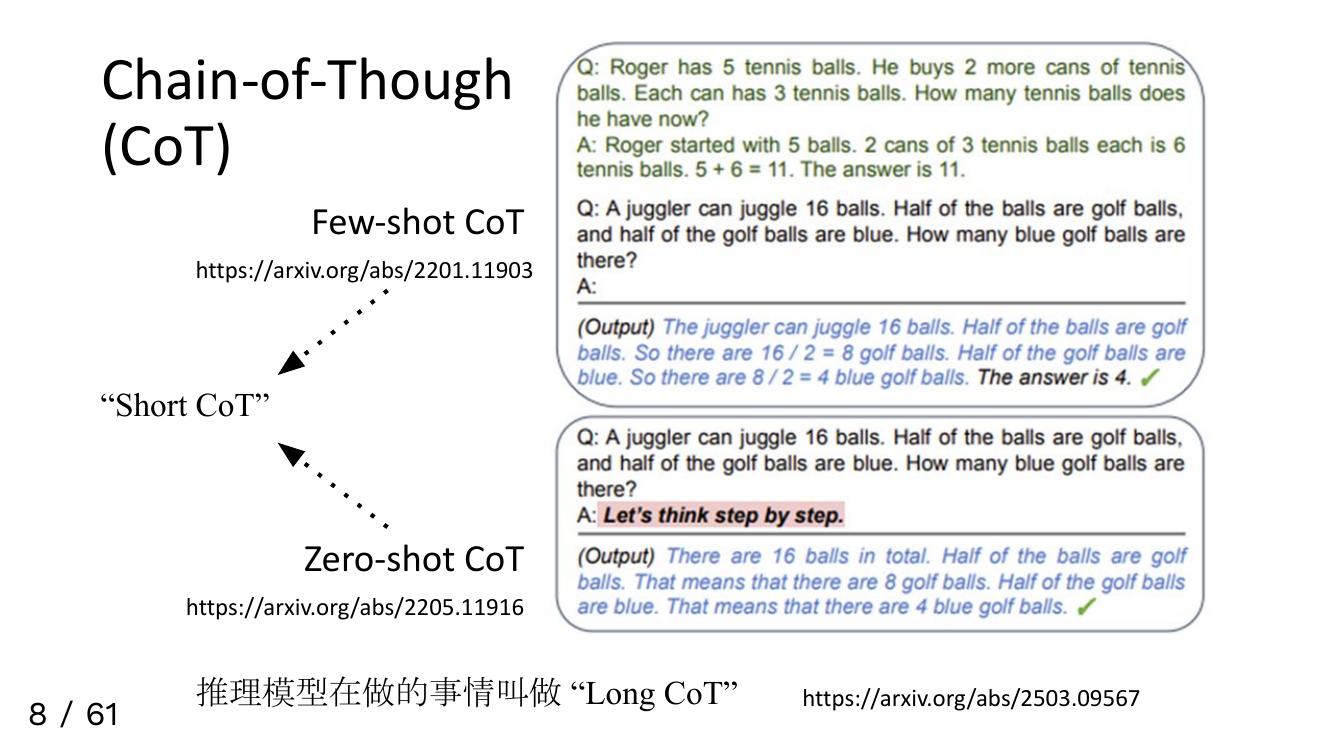 Chain-of-Though
(CoT)
Few-shot CoT
https://arxiv.org/abs/2201.11903
“Short CoT”
Zero-shot CoT
https://arxiv.org/abs/2205.11916
Q: Roger has 5 tennis balls. He buys 2 more cans of tennis
balls. Each can has 3 tennis balls. How many tennis balls does
he have now?
A: Roger started with 5 balls. 2 cans of 3 tennis balls each is 6
tennis balls. 5 + 6 = 11. The answer is 11.
Q: A juggler can juggle 16 balls. Half of the balls are golf balls,
and half of the golf balls are blue. How many blue golf balls are
there?
A:
(Output) The juggler can juggle 16 balls. Half of the balls are golf
balls. So there are 16 / 2 = 8 golf balls. Half of the golf balls are
blue. So there are 8 / 2 = 4 blue golf balls. The answer is 4. ✓
Q: A juggler can juggle 16 balls. Half of the balls are golf balls,
and half of the golf balls are blue. How many blue golf balls are
there?
A: Let’s think step by step.
(Output) There are 16 balls in total. Half of the balls are golf
balls. That means that there are 8 golf balls. Half of the golf balls
are blue. That means that there are 4 blue golf balls. ✓
推理模型在做的事情叫做 “Long CoT”
https://arxiv.org/abs/2503.09567
8 / 61